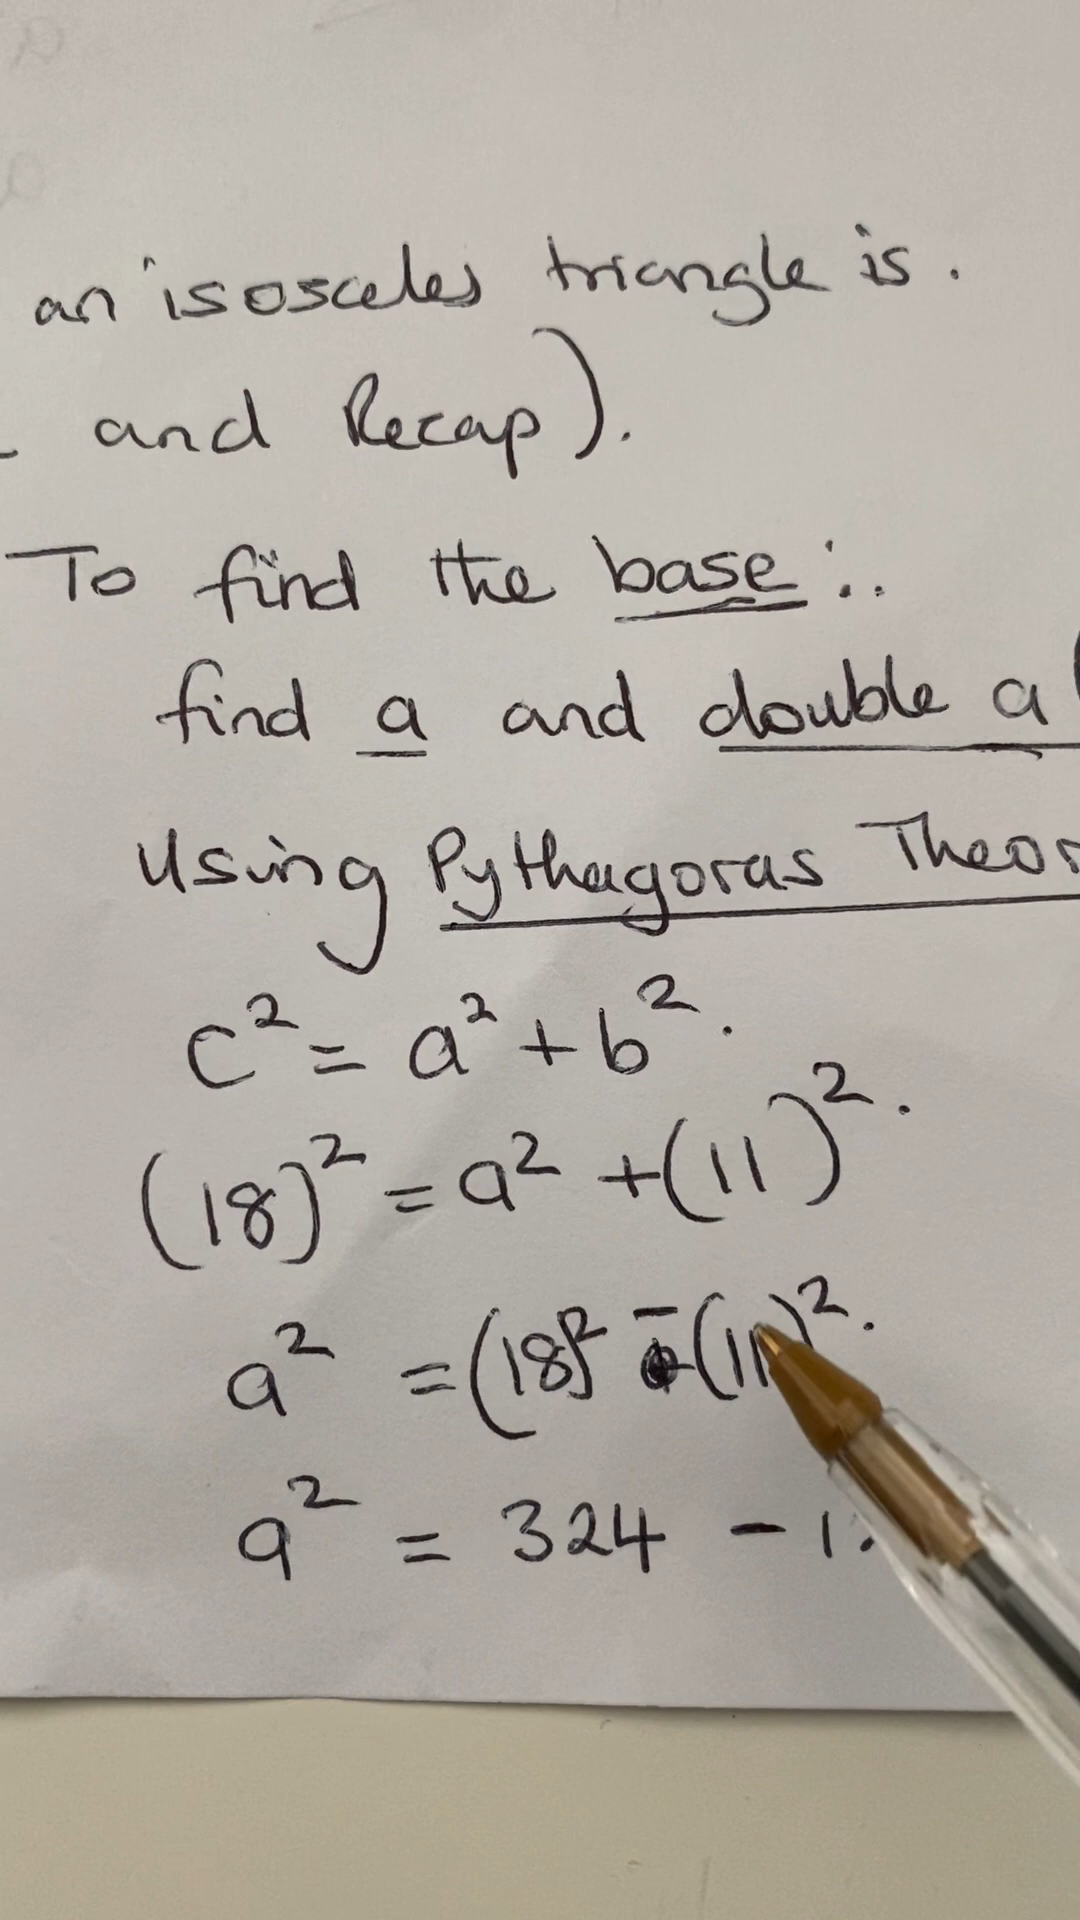 an isosceles triangle is.
and Recap).
To find the base:.
find a and double a
Using Pythagoras
c² = a² + b².
(18)² = a² + (11)².
a² = (18)² - (11)².
a² = 324 -